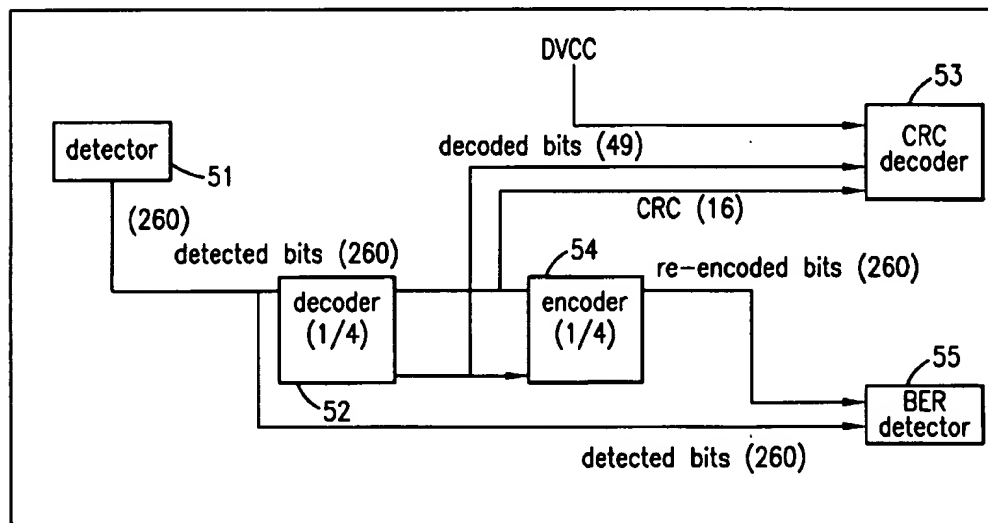 DVCC
53
CRC
decoder
detector
51
decoded bits (49)
CRC (16)
(260)
detected bits (260)
54
re-encoded bits (260)
decoder
(1/4)
encoder
(1/4)
52
55
BER
detector
detected bits (260)